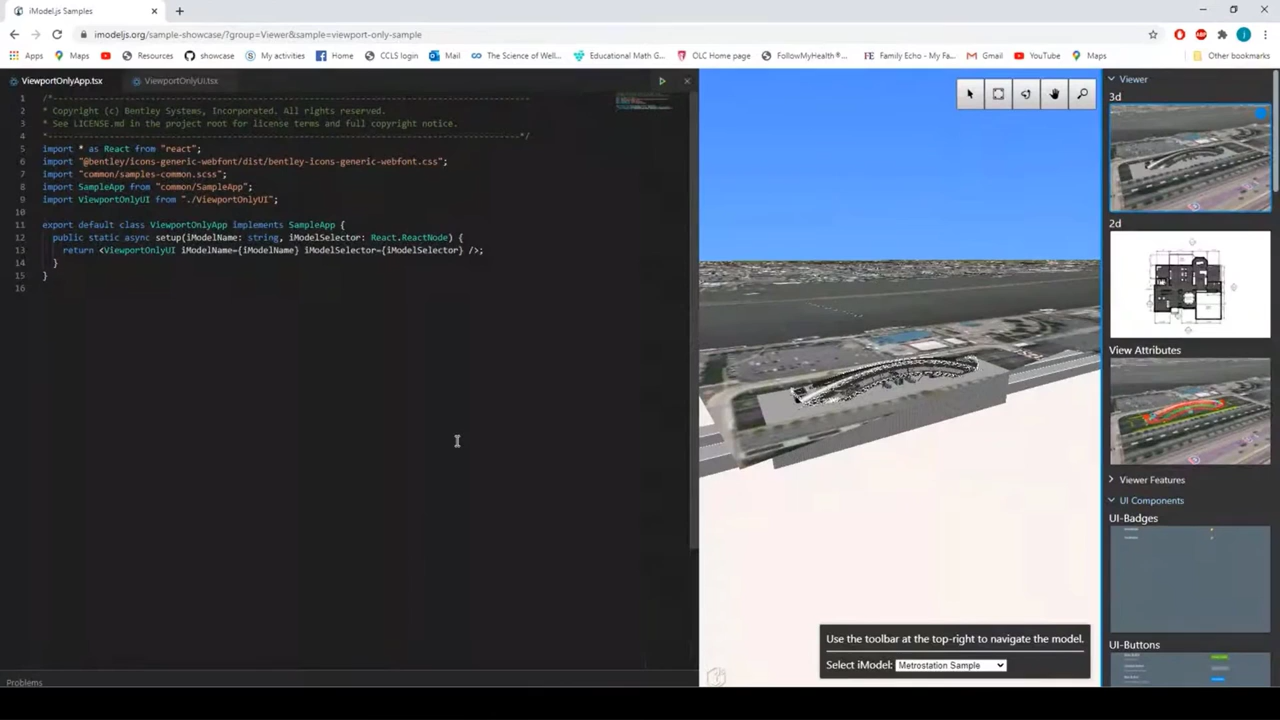 iModel.js Samples
imodeljs.org/sample-showcase/?group=Viewer&sample=viewport-only-sample
Apps
Maps
Resources
showcase
My activities
Home
CCLS login
Mail
The Science of Well...
Educational Math G...
OLC Home page
FollowMyHealth® ...
Family Echo - My Fa...
Gmail
YouTube
Maps
Other bookmarks
ViewportOnlyApp.tsx
ViewportOnlyUi.tsx
1 /*---------------------------------------------------------------------------------------------
2 * Copyright (c) Bentley Systems, Incorporated. All rights reserved.
3 * See LICENSE.md in the project root for license terms and full copyright notice.
4 *--------------------------------------------------------------------------------------------*/
5 import * as React from "react";
6 import "@bentley/icons-generic-webfont/dist/bentley-icons-generic-webfont.css";
7 import "common/samples-common.scss";
8 import SampleApp from "common/SampleApp";
9 import ViewportOnlyUI from "./ViewportOnlyUI";
10
11 export default class ViewportOnlyApp implements SampleApp {
12 public static async setup(iModelName: string, iModelSelector: React.ReactNode) {
13 return <ViewportOnlyUI iModelName={iModelName} iModelSelector={iModelSelector} />;
14 }
15 }
16
Problems
Use the toolbar at the top-right to navigate the model.
Select iModel: Metrostation Sample
Viewer
3d
2d
View Attributes
Viewer Features
UI Components
UI-Badges
UI-Buttons